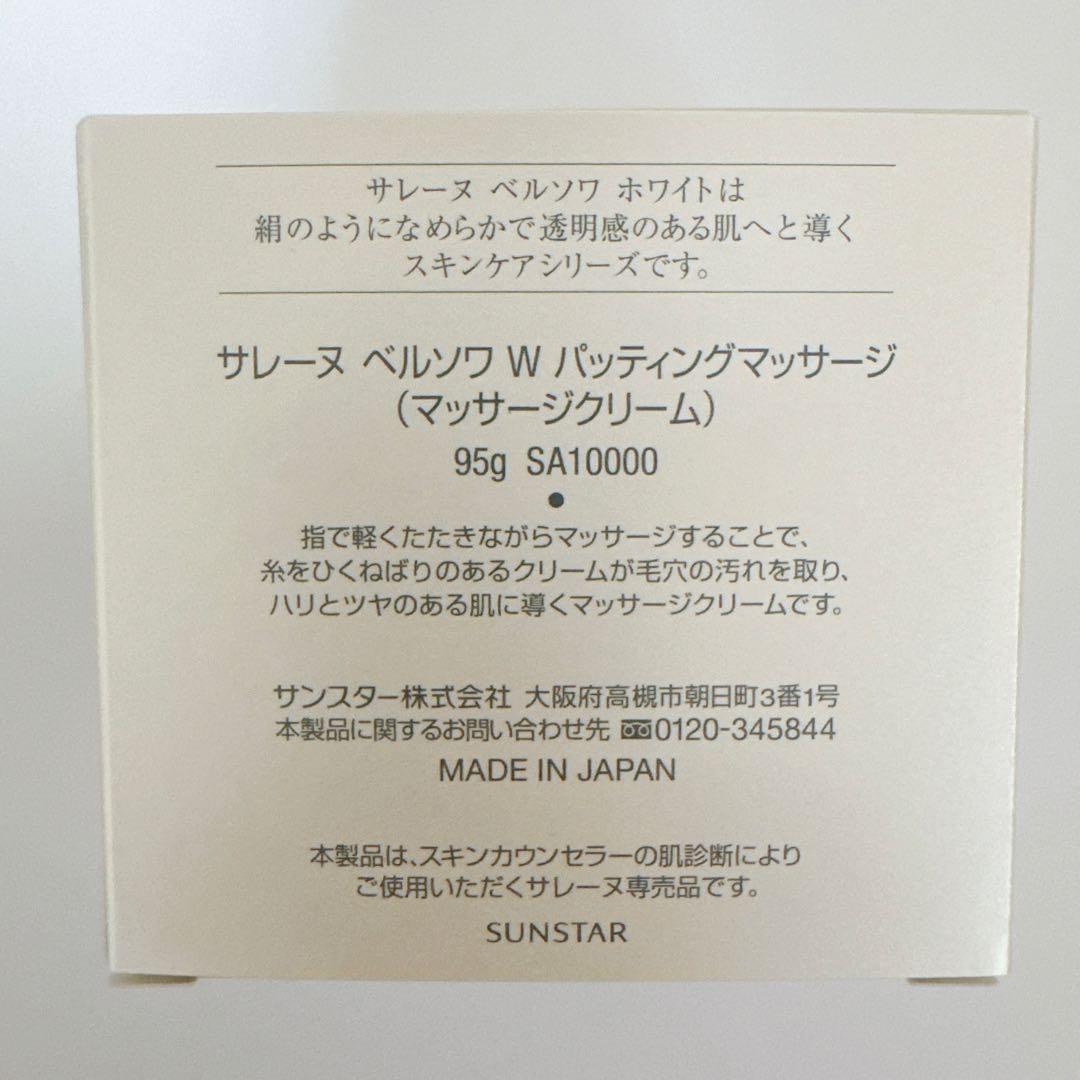 サレーヌ ベルソワ ホワイトは
絹のようになめらかで透明感のある肌へと導く
スキンケアシリーズです。
サレーヌ ベルソワ W パッティングマッサージ
（マッサージクリーム）
95g SA10000
●
指で軽くたたきながらマッサージすることで、
糸をひくねばりのあるクリームが毛穴の汚れを取り、
ハリとツヤのある肌に導くマッサージクリームです。
サンスター株式会社 大阪府高槻市朝日町3番1号
本製品に関するお問い合わせ先 0120-345844
MADE IN JAPAN
本製品は、スキンカウンセラーの肌診断により
ご使用いただくサレーヌ専売品です。
SUNSTAR